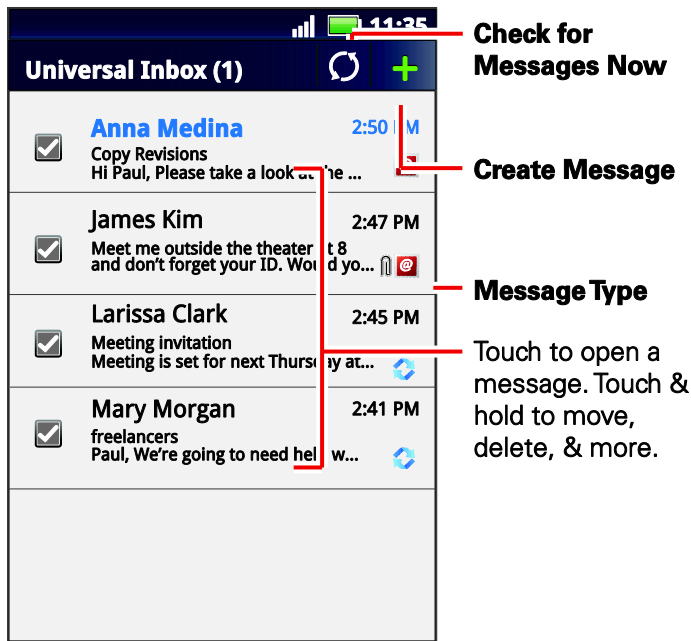 11:35
Universal Inbox (1)
Anna Medina 2:50 PM
Copy Revisions
Hi Paul, Please take a look at the ...
James Kim 2:47 PM
Meet me outside the theater at 8
and don't forget your ID. Would yo...
Larissa Clark 2:45 PM
Meeting invitation
Meeting is set for next Thursday at...
Mary Morgan 2:41 PM
freelancers
Paul, We're going to need help w...
Check for
Messages Now
Create Message
Message Type
Touch to open a
message. Touch &
hold to move,
delete, & more.